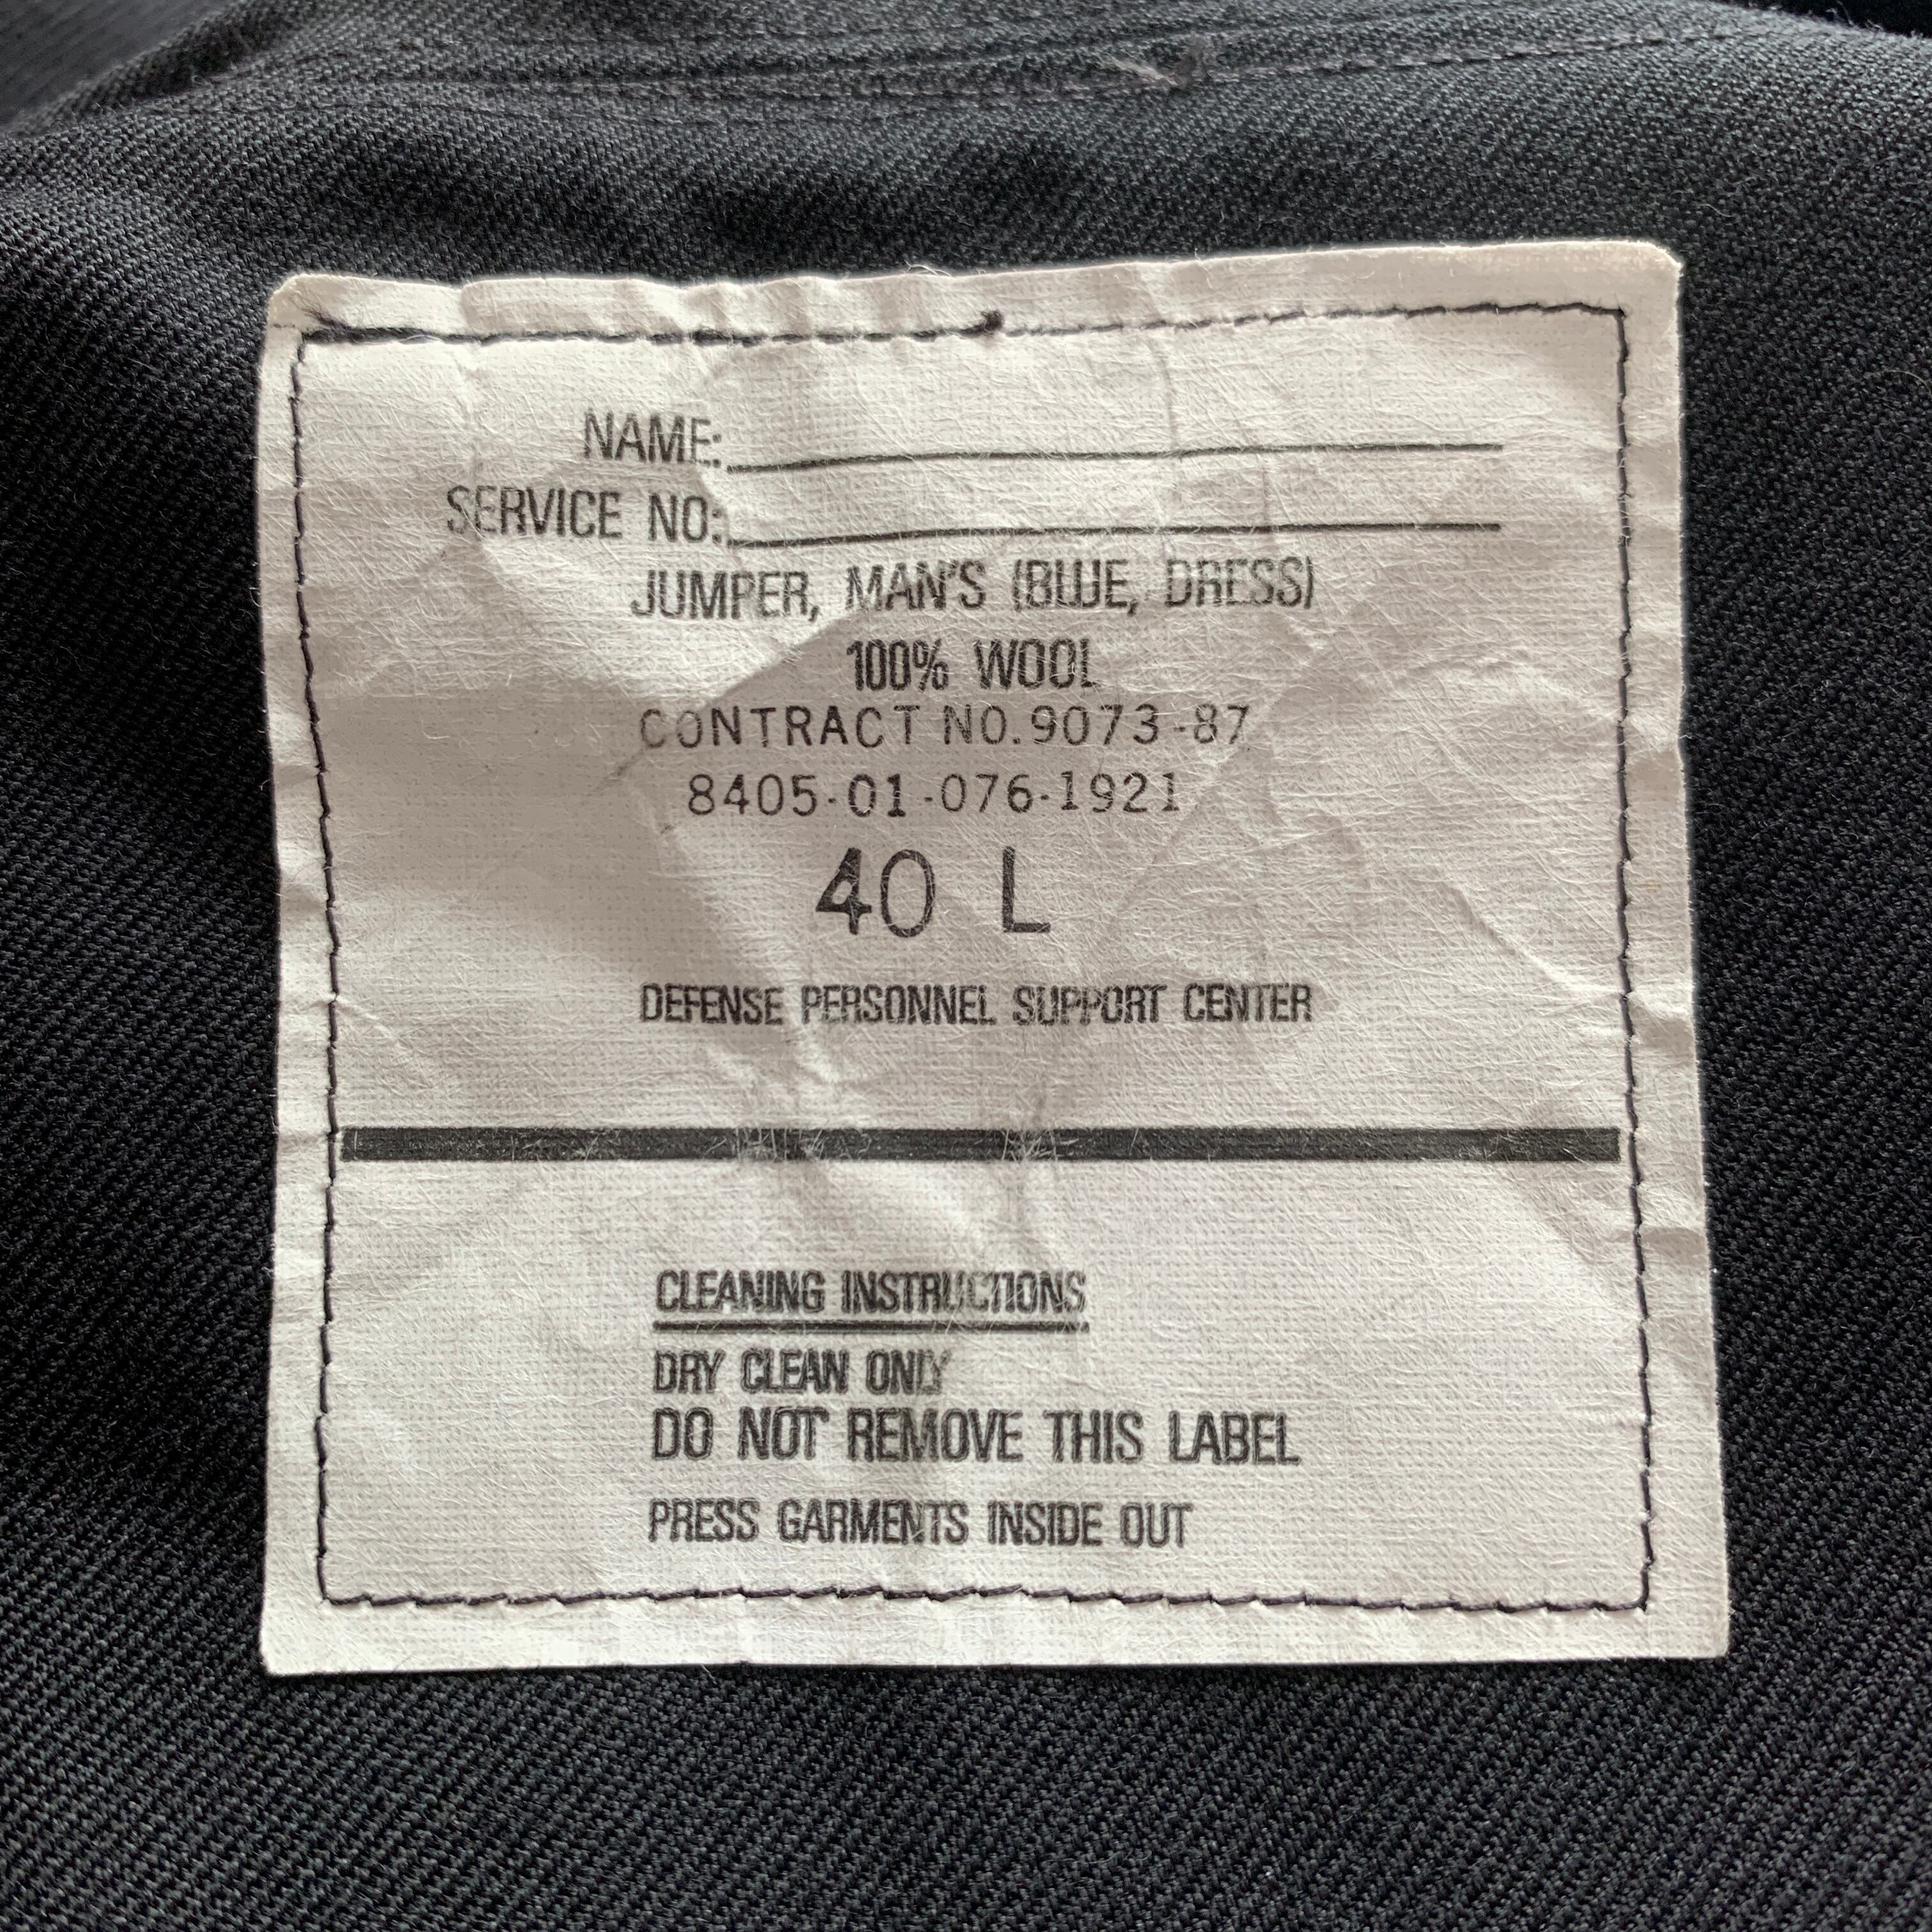 NAME:
SERVICE NO:
JUMPER, MAN'S (BLUE, DRESS)
100% WOOL
CONTRACT NO. 9073-87
8405-01-076-1921
40 L
DEFENSE PERSONNEL SUPPORT CENTER
CLEANING INSTRUCTIONS
DRY CLEAN ONLY
DO NOT REMOVE THIS LABEL
PRESS GARMENTS INSIDE OUT